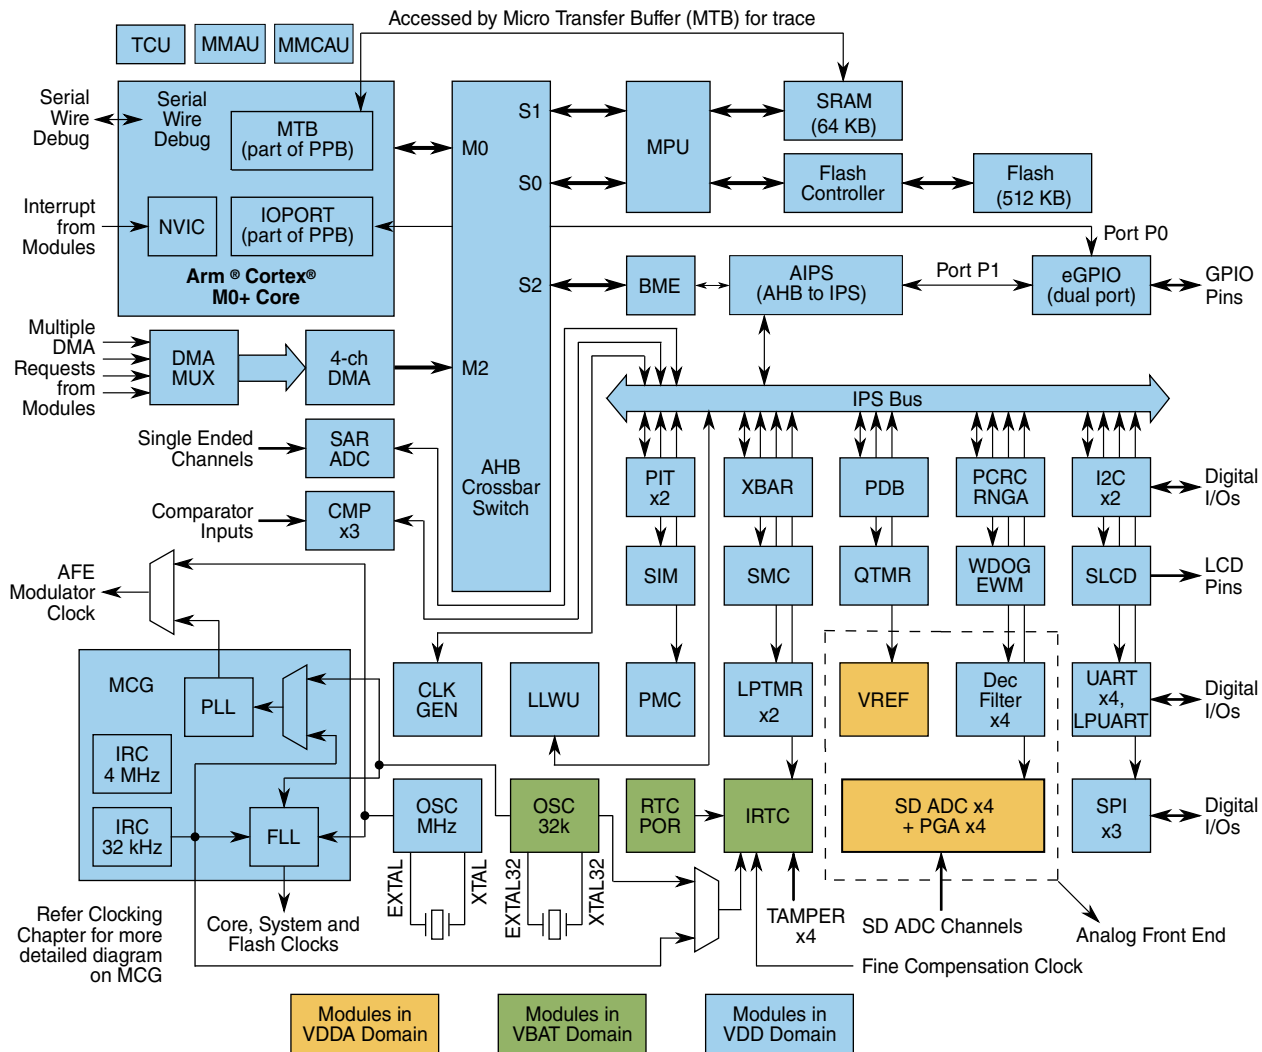 Accessed by Micro Transfer Buffer (MTB) for trace
TCU
MMAU
MMCAU
Serial
Wire
Debug
Serial
Wire
Debug
MTB
(part of PPB)
Interrupt
from
Modules
NVIC
IOPORT
(part of PPB)
Arm ® Cortex®
M0+ Core
M0
S1
S0
S2
M2
AHB
Crossbar
Switch
MPU
SRAM
(64 KB)
Flash
Controller
Flash
(512 KB)
Port P0
BME
AIPS
(AHB to IPS)
Port P1
eGPIO
(dual port)
GPIO
Pins
Multiple
DMA
Requests
from
Modules
DMA
MUX
4-ch
DMA
IPS Bus
Single Ended
Channels
SAR
ADC
Comparator
Inputs
CMP
x3
PIT
x2
XBAR
PDB
PCRC
RNGA
I2C
x2
Digital
I/Os
SIM
SMC
QTMR
WDOG
EWM
SLCD
LCD
Pins
AFE
Modulator
Clock
MCG
PLL
IRC
4 MHz
IRC
32 kHz
FLL
CLK
GEN
LLWU
PMC
LPTMR
x2
VREF
Dec
Filter
x4
UART
x4,
LPUART
Digital
I/Os
OSC
MHz
OSC
32k
RTC
POR
IRTC
SD ADC x4
+ PGA x4
SPI
x3
Digital
I/Os
EXTAL
XTAL
EXTAL32
XTAL32
Refer Clocking
Chapter for more
detailed diagram
on MCG
Core, System and
Flash Clocks
TAMPER
x4
SD ADC Channels
Analog Front End
Fine Compensation Clock
Modules in
VDDA Domain
Modules in
VBAT Domain
Modules in
VDD Domain